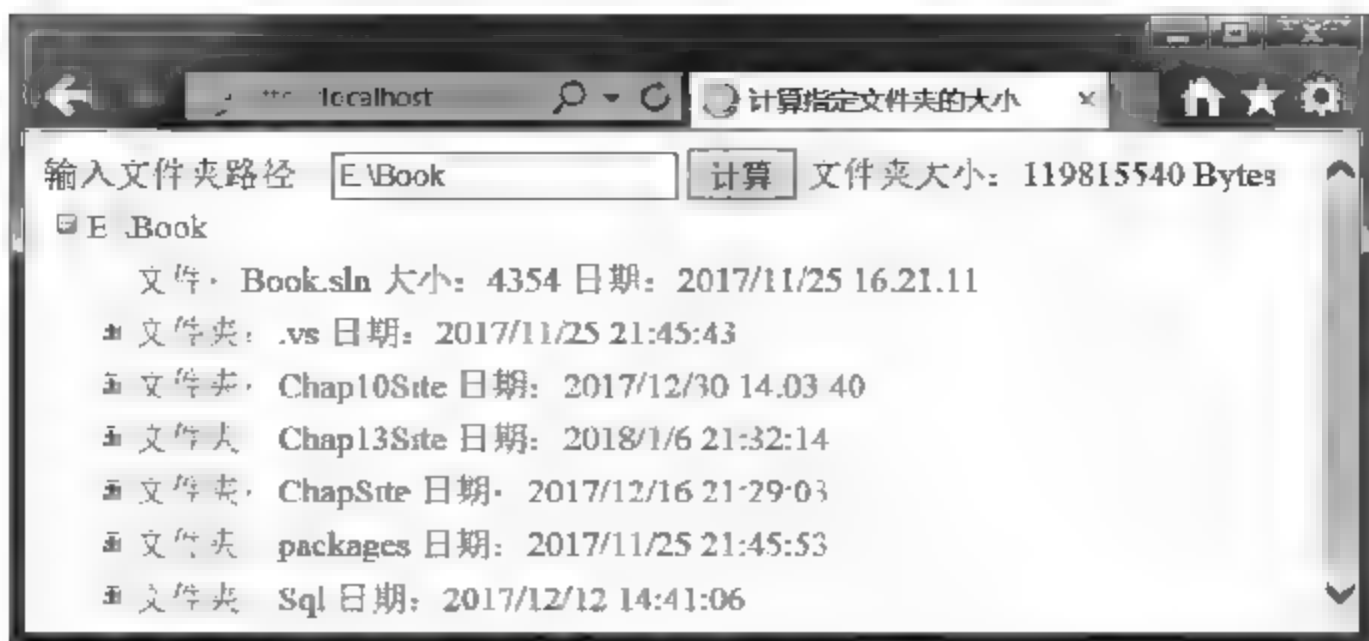 localhost 计算指定文件夹的大小
输入文件夹路径 E:\Book 计算 文件夹大小: 119815540 Bytes
E:\Book
文件: Book.sln 大小: 4354 日期: 2017/11/25 16:21:11
文件夹: .vs 日期: 2017/11/25 21:45:43
文件夹: Chap10Site 日期: 2017/12/30 14:03:40
文件夹: Chap13Site 日期: 2018/1/6 21:32:14
文件夹: ChapSite 日期: 2017/12/16 21:29:03
文件夹: packages 日期: 2017/11/25 21:45:53
文件夹: Sql 日期: 2017/12/12 14:41:06